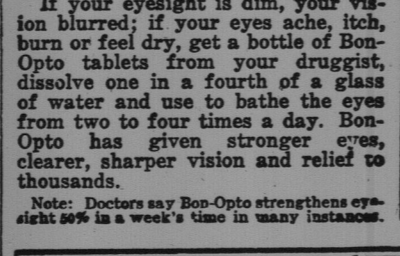 If your eyesight is dim, your vis-
ion blurred; if your eyes ache, itch,
burn or feel dry, get a bottle of Bon-
Opto tablets from your druggist,
dissolve one in a fourth of a glass
of water and use to bathe the eyes
from two to four times a day. Bon-
Opto has given stronger eyes,
clearer, sharper vision and relief to
thousands.
Note: Doctors say Bon-Opto strengthens eye-
sight 50% in a week's time in many instances.